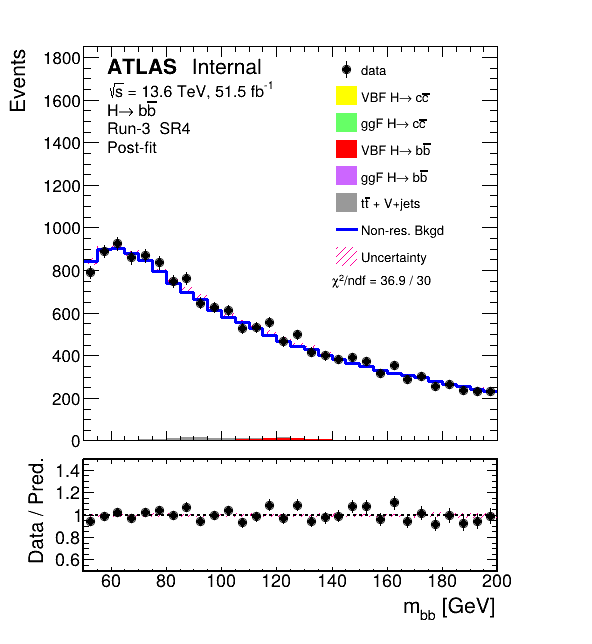 Events
1800
1600
1400
1200
1000
800
600
400
200
0
ATLAS Internal
√s = 13.6 TeV, 51.5 fb⁻¹
H→ bb̅
Run-3 SR4
Post-fit
data
VBF H→ cc̅
ggF H→ cc̅
VBF H→ bb̅
ggF H→ bb̅
tt̅ + V+jets
Non-res. Bkgd
Uncertainty
χ²/ndf = 36.9 / 30
Data / Pred.
1.4
1.2
1
0.8
0.6
60 80 100 120 140 160 180 200
m_bb [GeV]